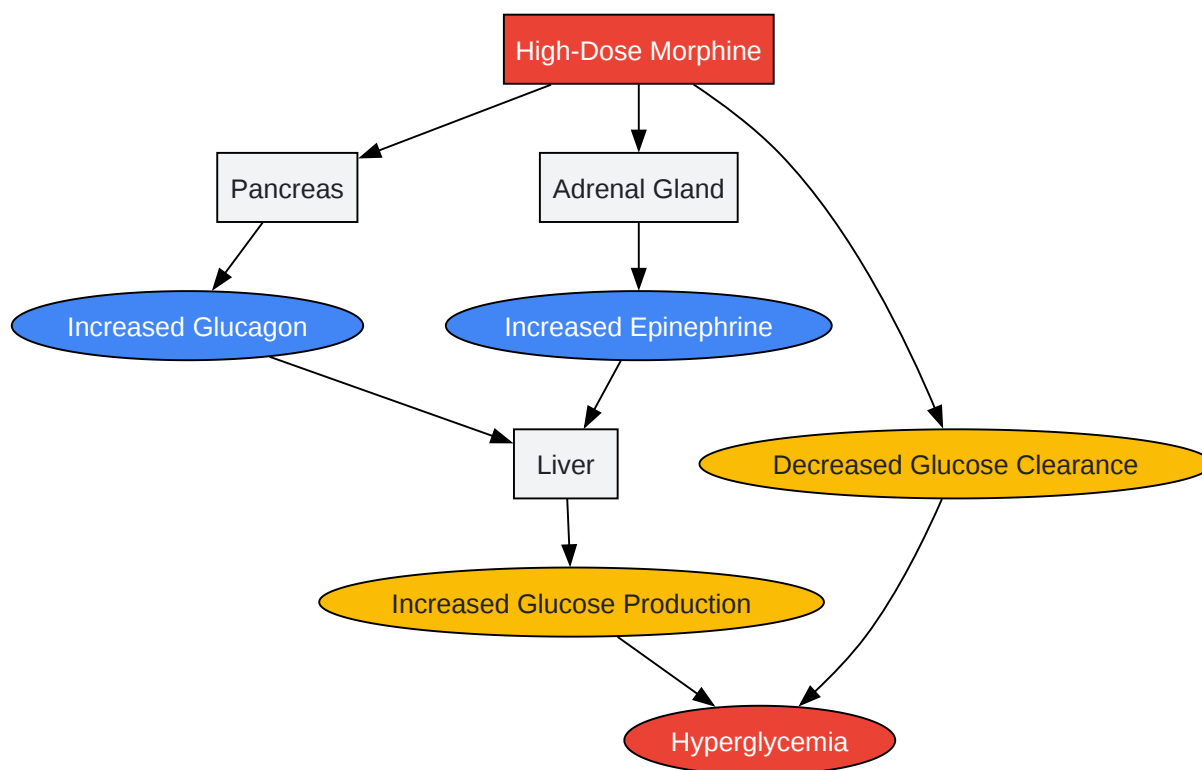 High-Dose Morphine
Pancreas
Adrenal Gland
Increased Glucagon
Increased Epinephrine
Liver
Decreased Glucose Clearance
Increased Glucose Production
Hyperglycemia